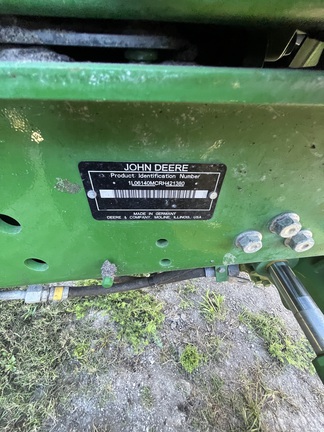 JOHN DEERE
Product Identification Number
1L06140MCRH421380
MADE IN GERMANY
DEERE & COMPANY, MOLINE, ILLINOIS, USA